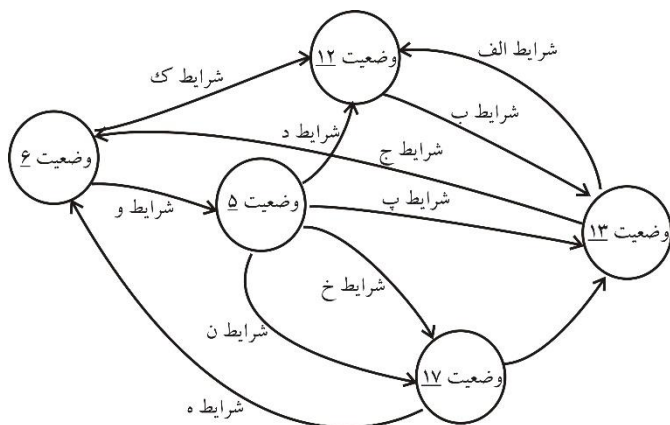 شرایط الف
وضعیت ۱۲
شرایط ک
شرایط ب
شرایط د
شرایط ج
وضعیت ۶
شرایط پ
وضعیت ۵
شرایط و
وضعیت ۱۳
شرایط خ
شرایط ن
وضعیت ۱۷
شرایط ه